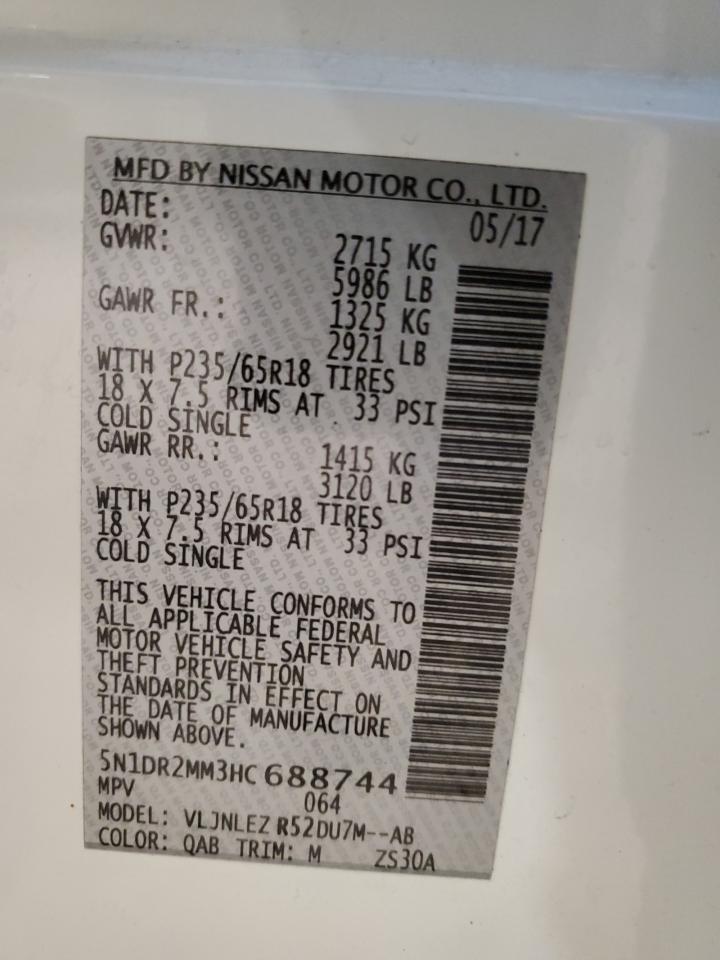 MFD BY NISSAN MOTOR CO., LTD.
DATE: 05/17
GVWR: 2715 KG
5986 LB
GAWR FR.: 1325 KG
2921 LB
WITH P235/65R18 TIRES
18 X 7.5 RIMS AT 33 PSI
COLD SINGLE
GAWR RR.: 1415 KG
3120 LB
WITH P235/65R18 TIRES
18 X 7.5 RIMS AT 33 PSI
COLD SINGLE
THIS VEHICLE CONFORMS TO
ALL APPLICABLE FEDERAL
MOTOR VEHICLE SAFETY AND
THEFT PREVENTION
STANDARDS IN EFFECT ON
THE DATE OF MANUFACTURE
SHOWN ABOVE.
5N1DR2MM3HC688744
MPV 064
MODEL: VLJNLEZ R52DU7M--AB
COLOR: QAB TRIM: M ZS30A